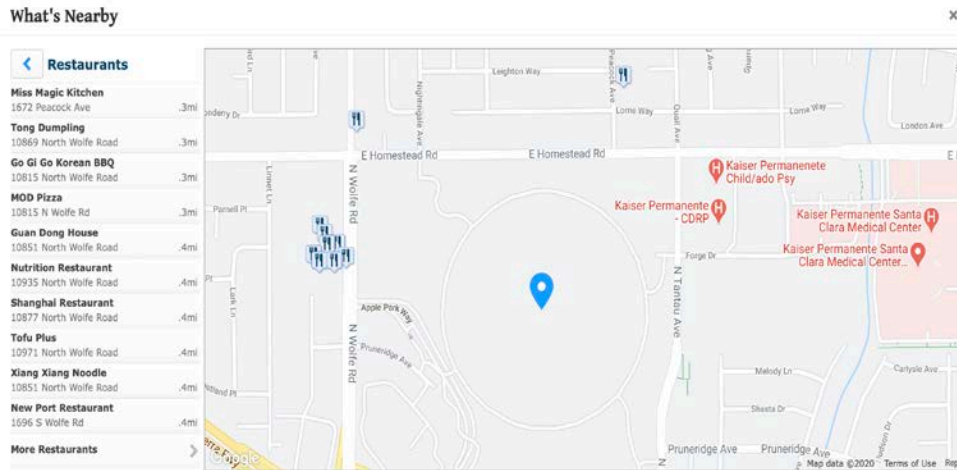 What's Nearby
×
Restaurants
Miss Magic Kitchen
1672 Peacock Ave .3mi
Tong Dumpling
10869 North Wolfe Road .3mi
Go Gi Go Korean BBQ
10815 North Wolfe Road .3mi
MOD Pizza
10815 N Wolfe Rd .3mi
Guan Dong House
10851 North Wolfe Road .4mi
Nutrition Restaurant
10935 North Wolfe Road .4mi
Shanghai Restaurant
10877 North Wolfe Road .4mi
Tofu Plus
10971 North Wolfe Road .4mi
Xiang Xiang Noodle
10851 North Wolfe Road .4mi
New Port Restaurant
1696 S Wolfe Rd .4mi
More Restaurants
Leighton Way
Peacock Ave
Nightingale Ave
Lorne Way
Quail Ave
Lorna Way
London Ave
E Homestead Rd
E Homestead Rd
N Wolfe Rd
Linnet Ln
Parnell Pl
Kaiser Permanenete
Child/ado Psy
Kaiser Permanente
- CDRP
Kaiser Permanente Santa
Clara Medical Center
Kaiser Permanente Santa
Clara Medical Center...
Forge Dr
N Tantau Ave
Lark Ln
Apple Park Way
Pruneridge Ave
N Wolfe Rd
Melody Ln
Carlysle Ave
Shasta Dr
Pruneridge Ave
Pruneridge Ave
Google
Map data ©2020 Terms of Use